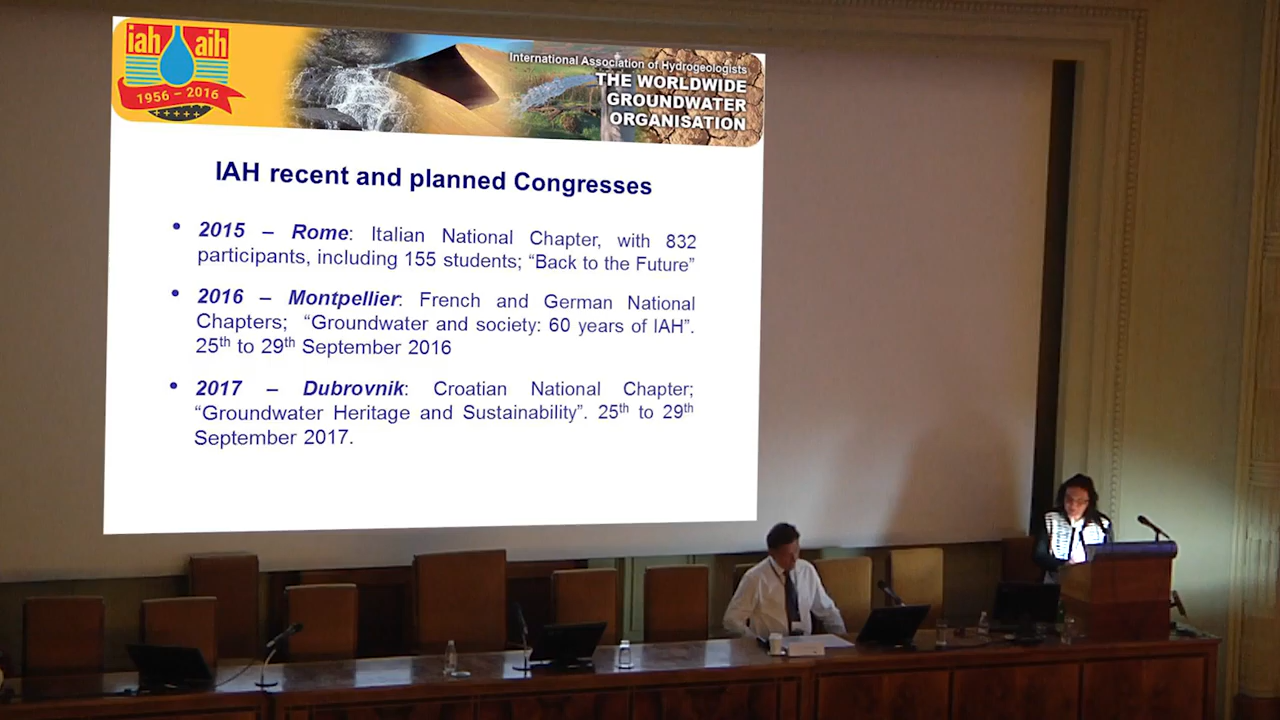 iah aih
1956 – 2016
International Association of Hydrogeologists
THE WORLDWIDE
GROUNDWATER
ORGANISATION
IAH recent and planned Congresses
• 2015 – Rome: Italian National Chapter, with 832
participants, including 155 students; “Back to the Future”
• 2016 – Montpellier: French and German National
Chapters; “Groundwater and society: 60 years of IAH”.
25th to 29th September 2016
• 2017 – Dubrovnik: Croatian National Chapter;
“Groundwater Heritage and Sustainability”. 25th to 29th
September 2017.